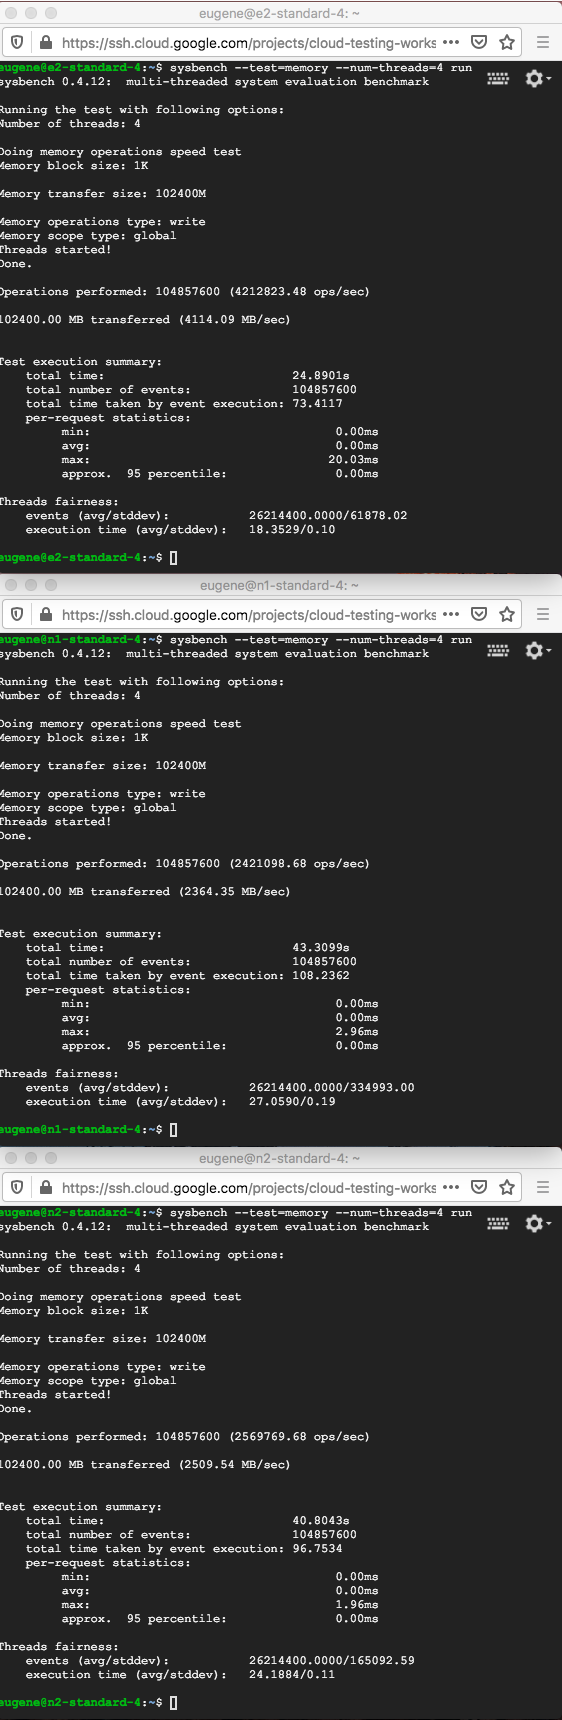 eugene@e2-standard-4: ~
https://ssh.cloud.google.com/projects/cloud-testing-works
eugene@e2-standard-4:~$ sysbench --test=memory --num-threads=4 run
sysbench 0.4.12:  multi-threaded system evaluation benchmark
Running the test with following options:
Number of threads: 4
Doing memory operations speed test
Memory block size: 1K
Memory transfer size: 102400M
Memory operations type: write
Memory scope type: global
Threads started!
Done.
Operations performed: 104857600 (4212823.48 ops/sec)
102400.00 MB transferred (4114.09 MB/sec)
Test execution summary:
total time: 24.8901s
total number of events: 104857600
total time taken by event execution: 73.4117
per-request statistics:
min: 0.00ms
avg: 0.00ms
max: 20.03ms
approx.  95 percentile: 0.00ms
Threads fairness:
events (avg/stddev): 26214400.0000/61878.02
execution time (avg/stddev): 18.3529/0.10
eugene@e2-standard-4:~$
eugene@n1-standard-4: ~
https://ssh.cloud.google.com/projects/cloud-testing-works
eugene@n1-standard-4:~$ sysbench --test=memory --num-threads=4 run
sysbench 0.4.12:  multi-threaded system evaluation benchmark
Running the test with following options:
Number of threads: 4
Doing memory operations speed test
Memory block size: 1K
Memory transfer size: 102400M
Memory operations type: write
Memory scope type: global
Threads started!
Done.
Operations performed: 104857600 (2421098.68 ops/sec)
102400.00 MB transferred (2364.35 MB/sec)
Test execution summary:
total time: 43.3099s
total number of events: 104857600
total time taken by event execution: 108.2362
per-request statistics:
min: 0.00ms
avg: 0.00ms
max: 2.96ms
approx.  95 percentile: 0.00ms
Threads fairness:
events (avg/stddev): 26214400.0000/334993.00
execution time (avg/stddev): 27.0590/0.19
eugene@n1-standard-4:~$
eugene@n2-standard-4: ~
https://ssh.cloud.google.com/projects/cloud-testing-works
eugene@n2-standard-4:~$ sysbench --test=memory --num-threads=4 run
sysbench 0.4.12:  multi-threaded system evaluation benchmark
Running the test with following options:
Number of threads: 4
Doing memory operations speed test
Memory block size: 1K
Memory transfer size: 102400M
Memory operations type: write
Memory scope type: global
Threads started!
Done.
Operations performed: 104857600 (2569769.68 ops/sec)
102400.00 MB transferred (2509.54 MB/sec)
Test execution summary:
total time: 40.8043s
total number of events: 104857600
total time taken by event execution: 96.7534
per-request statistics:
min: 0.00ms
avg: 0.00ms
max: 1.96ms
approx.  95 percentile: 0.00ms
Threads fairness:
events (avg/stddev): 26214400.0000/165092.59
execution time (avg/stddev): 24.1884/0.11
eugene@n2-standard-4:~$